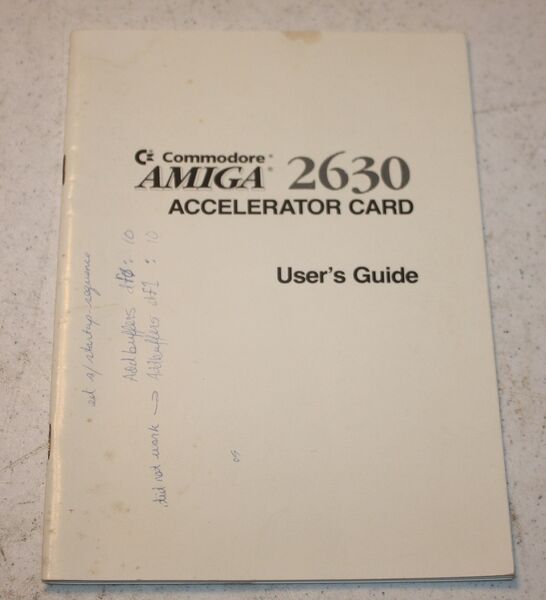 Commodore®
AMIGA® 2630
ACCELERATOR CARD
User's Guide
ed s/startup-sequence
Addbuffers df0: 10
did not work → Addbuffers df1 : 10